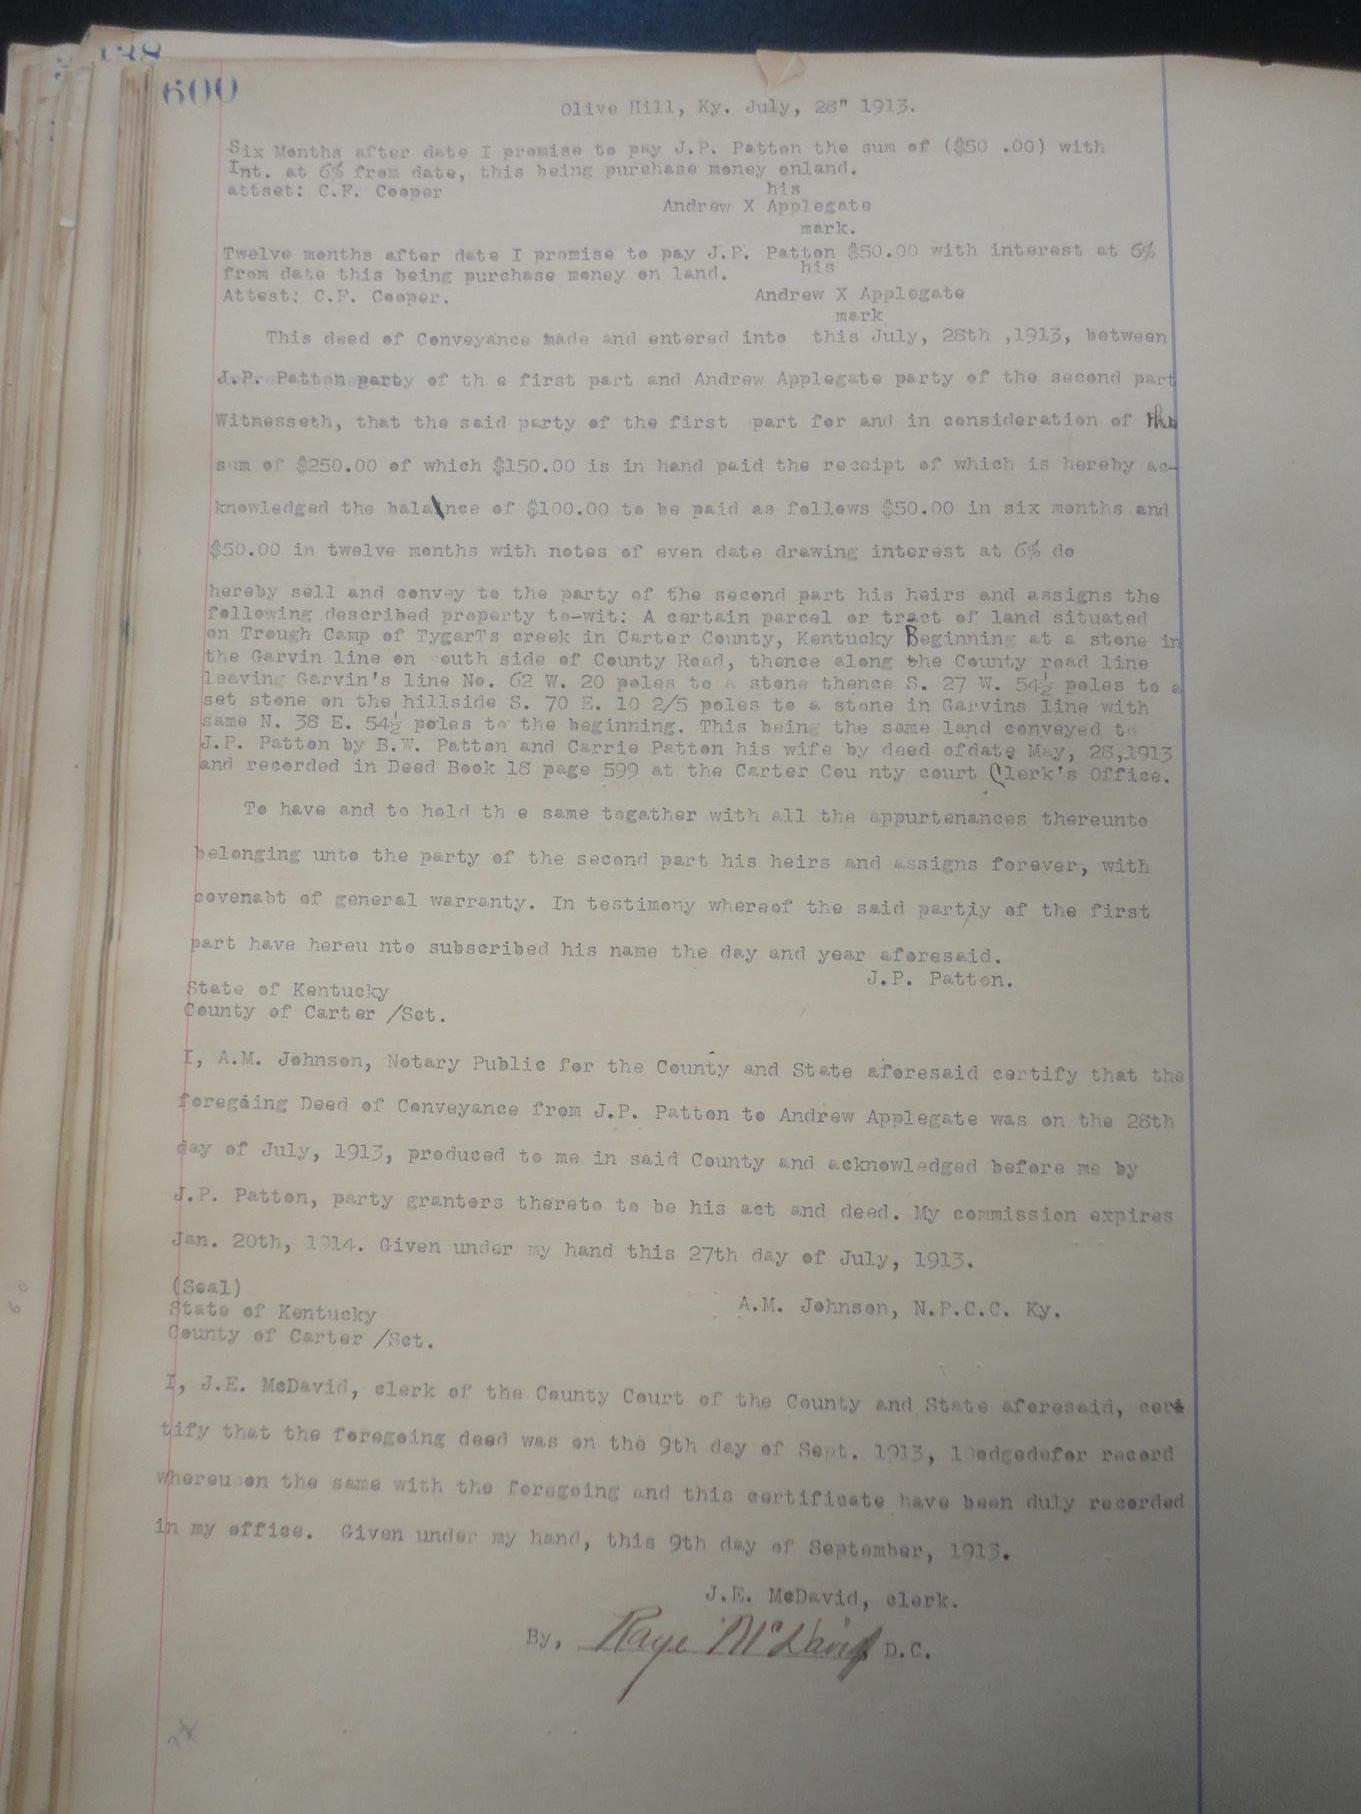 138
600
Olive Hill, Ky. July, 28" 1913.
Six Months after date I promise to pay J.P. Patton the sum of ($50 .00) with
Int. at 6% from date, this being purchase money onland.
attset: C.F. Cooper his
Andrew X Applegate
mark.
Twelve months after date I promise to pay J.P. Patton $50.00 with interest at 6%
from date this being purchase money on land. his
Attest: C.F. Cooper. Andrew X Applegate
mark
This deed of Conveyance made and entered into this July, 28th ,1913, between
J.P. Patton party of th e first part and Andrew Applegate party of the second part
Witnesseth, that the said party of the first part for and in consideration of the
sum of $250.00 of which $150.00 is in hand paid the receipt of which is hereby ac-
knowledged the bala\nce of $100.00 to be paid as follows $50.00 in six months and
$50.00 in twelve months with notes of even date drawing interest at 6% do
hereby sell and convey to the party of the second part his heirs and assigns the
following described property to-wit: A certain parcel or tract of land situated
on Trough Camp of TygarTs creek in Carter County, Kentucky Beginning at a stone in
the Garvin line on outh side of County Road, thence along the County road line
leaving Garvin's line No. 62 W. 20 poles to a stone thence S. 27 W. 54½ poles to a
set stone on the hillside S. 70 E. 10 2/5 poles to a stone in Garvins line with
same N. 38 E. 54½ poles to the beginning. This being the same land conveyed to
J.P. Patton by B.W. Patton and Carrie Patton his wife by deed ofdate May, 28, 1913
and recorded in Deed Book 18 page 599 at the Carter Cou nty court Clerk's Office.
To have and to hold th e same togather with all the appurtenances thereunto
belonging unto the party of the second part his heirs and assigns forever, with
covenabt of general warranty. In testimony whereof the said partiy of the first
part have hereu nto subscribed his name the day and year aforesaid.
J.P. Patton.
State of Kentucky
County of Carter /Sct.
I, A.M. Johnson, Notary Public for the County and State aforesaid certify that the
foregoing Deed of Conveyance from J.P. Patton to Andrew Applegate was on the 28th
day of July, 1913, produced to me in said County and acknowledged before me by
J.P. Patton, party grantors thereto to be his act and deed. My commission expires
Jan. 20th, 1914. Given under my hand this 27th day of July, 1913.
(Seal)
A.M. Johnson, N.P.C.C. Ky.
State of Kentucky
County of Carter /Sct.
I, J.E. McDavid, clerk of the County Court of the County and State aforesaid, cer
tify that the foregoing deed was on the 9th day of Sept. 1913, lodgedefor record
whereupon the same with the foregoing and this certificate have been duly recorded
in my office. Given under my hand, this 9th day of September, 1913.
J.E. McDavid, clerk.
By, Raye McDavid D.C.